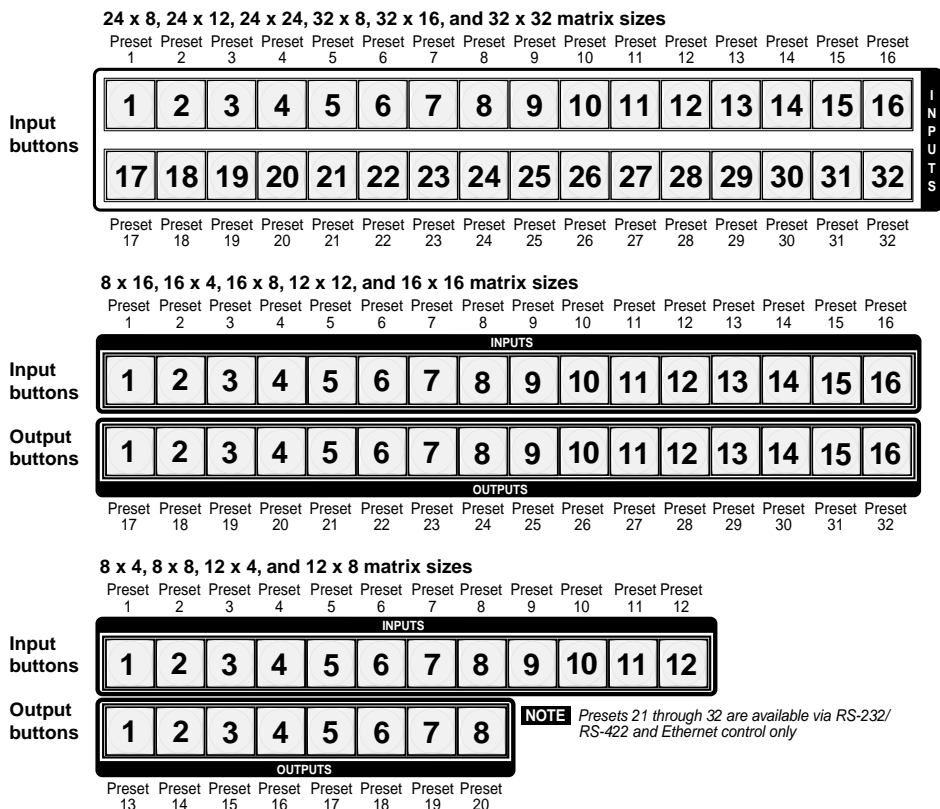 24 x 8, 24 x 12, 24 x 24, 32 x 8, 32 x 16, and 32 x 32 matrix sizes
Preset Preset Preset Preset Preset Preset Preset Preset Preset Preset Preset Preset Preset Preset Preset Preset
1 2 3 4 5 6 7 8 9 10 11 12 13 14 15 16
Input
buttons
1 2 3 4 5 6 7 8 9 10 11 12 13 14 15 16
17 18 19 20 21 22 23 24 25 26 27 28 29 30 31 32
INPUTS
Preset Preset Preset Preset Preset Preset Preset Preset Preset Preset Preset Preset Preset Preset Preset Preset
17 18 19 20 21 22 23 24 25 26 27 28 29 30 31 32
8 x 16, 16 x 4, 16 x 8, 12 x 12, and 16 x 16 matrix sizes
Preset Preset Preset Preset Preset Preset Preset Preset Preset Preset Preset Preset Preset Preset Preset Preset
1 2 3 4 5 6 7 8 9 10 11 12 13 14 15 16
INPUTS
Input
buttons
1 2 3 4 5 6 7 8 9 10 11 12 13 14 15 16
Output
buttons
1 2 3 4 5 6 7 8 9 10 11 12 13 14 15 16
OUTPUTS
Preset Preset Preset Preset Preset Preset Preset Preset Preset Preset Preset Preset Preset Preset Preset Preset
17 18 19 20 21 22 23 24 25 26 27 28 29 30 31 32
8 x 4, 8 x 8, 12 x 4, and 12 x 8 matrix sizes
Preset Preset Preset Preset Preset Preset Preset Preset Preset Preset Preset Preset
1 2 3 4 5 6 7 8 9 10 11 12
INPUTS
Input
buttons
1 2 3 4 5 6 7 8 9 10 11 12
Output
buttons
1 2 3 4 5 6 7 8
OUTPUTS
NOTE Presets 21 through 32 are available via RS-232/
RS-422 and Ethernet control only
Preset Preset Preset Preset Preset Preset Preset Preset
13 14 15 16 17 18 19 20